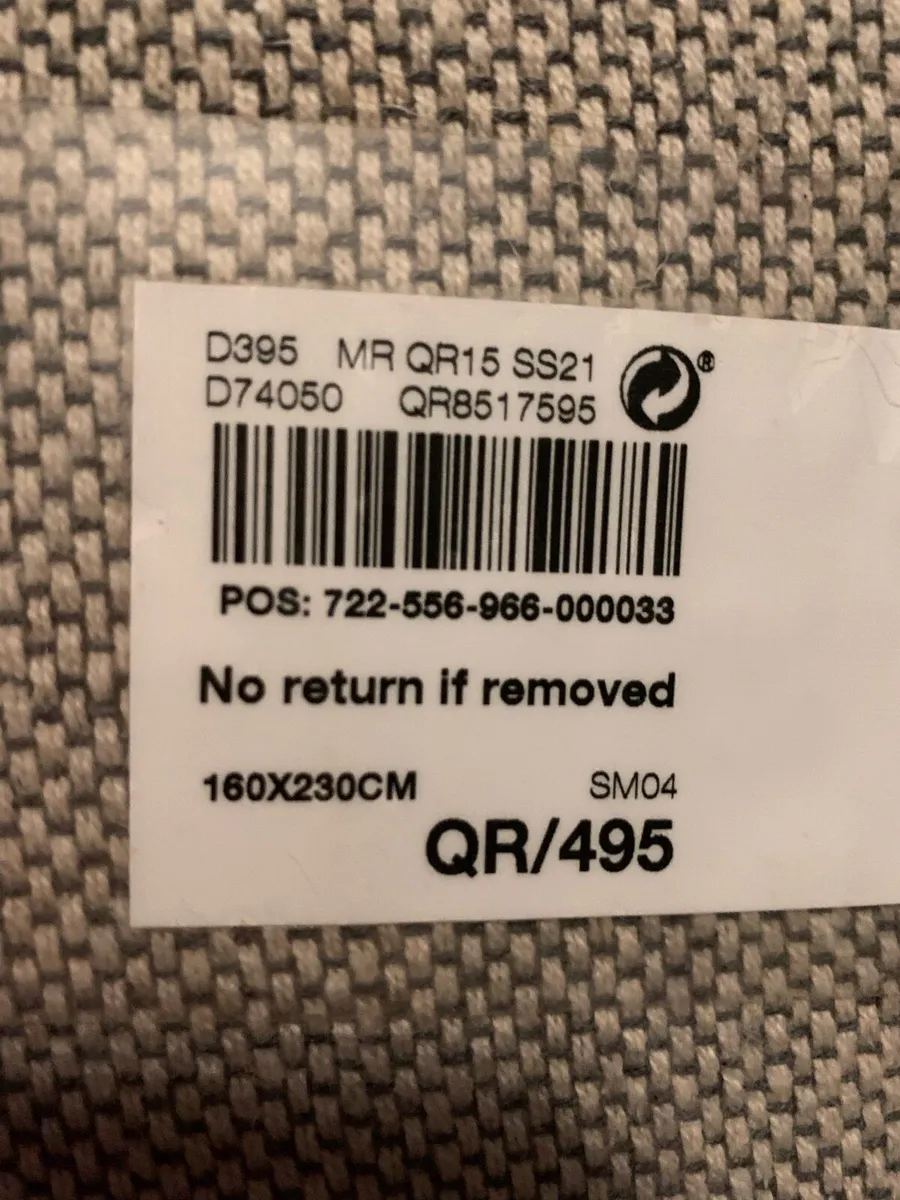 D395 MR QR15 SS21 ®
D74050 QR8517595
POS: 722-556-966-000033
No return if removed
160X230CM SM04
QR/495